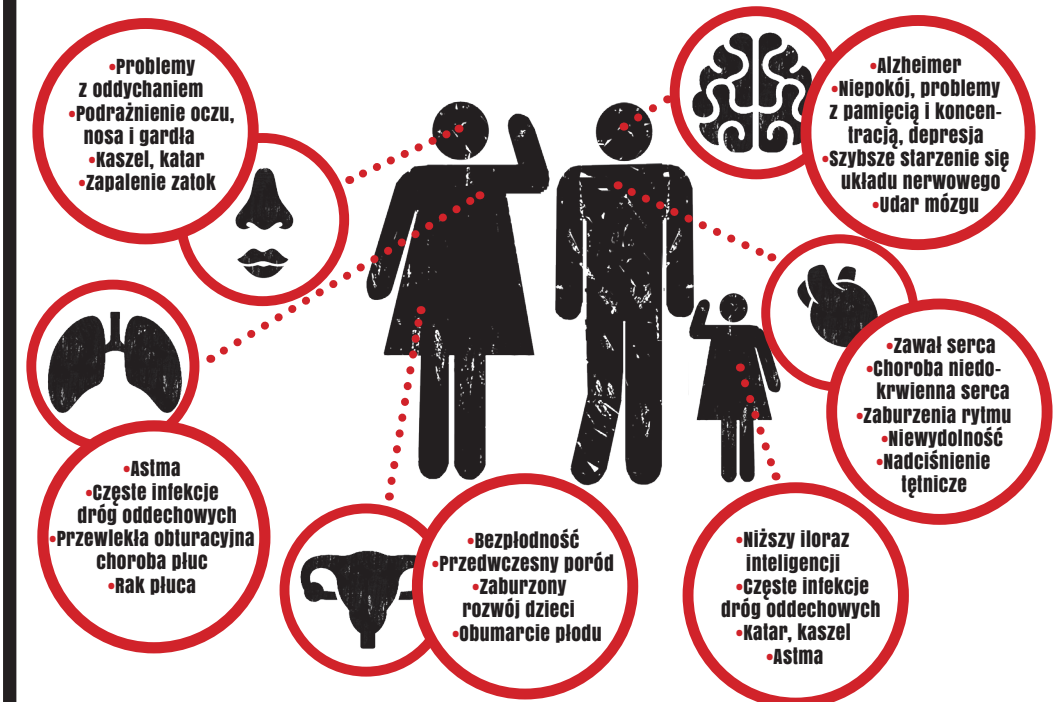 •Problemy
z oddychaniem
•Podrażnienie oczu,
nosa i gardła
•Kaszel, katar
•Zapalenie zatok
•Alzheimer
•Niepokój, problemy
z pamięcią i koncen-
tracją, depresja
•Szybsze starzenie się
układu nerwowego
•Udar mózgu
•Zawał serca
•Choroba niedo-
krwienna serca
•Zaburzenia rytmu
•Niewydolność
•Nadciśnienie
tętnicze
•Astma
•Częste infekcje
dróg oddechowych
•Przewlekła obturacyjna
choroba płuc
•Rak płuca
•Bezpłodność
•Przedwczesny poród
•Zaburzony
rozwój dzieci
•Obumarcie płodu
•Niższy iloraz
inteligencji
•Częste infekcje
dróg oddechowych
•Katar, kaszel
•Astma